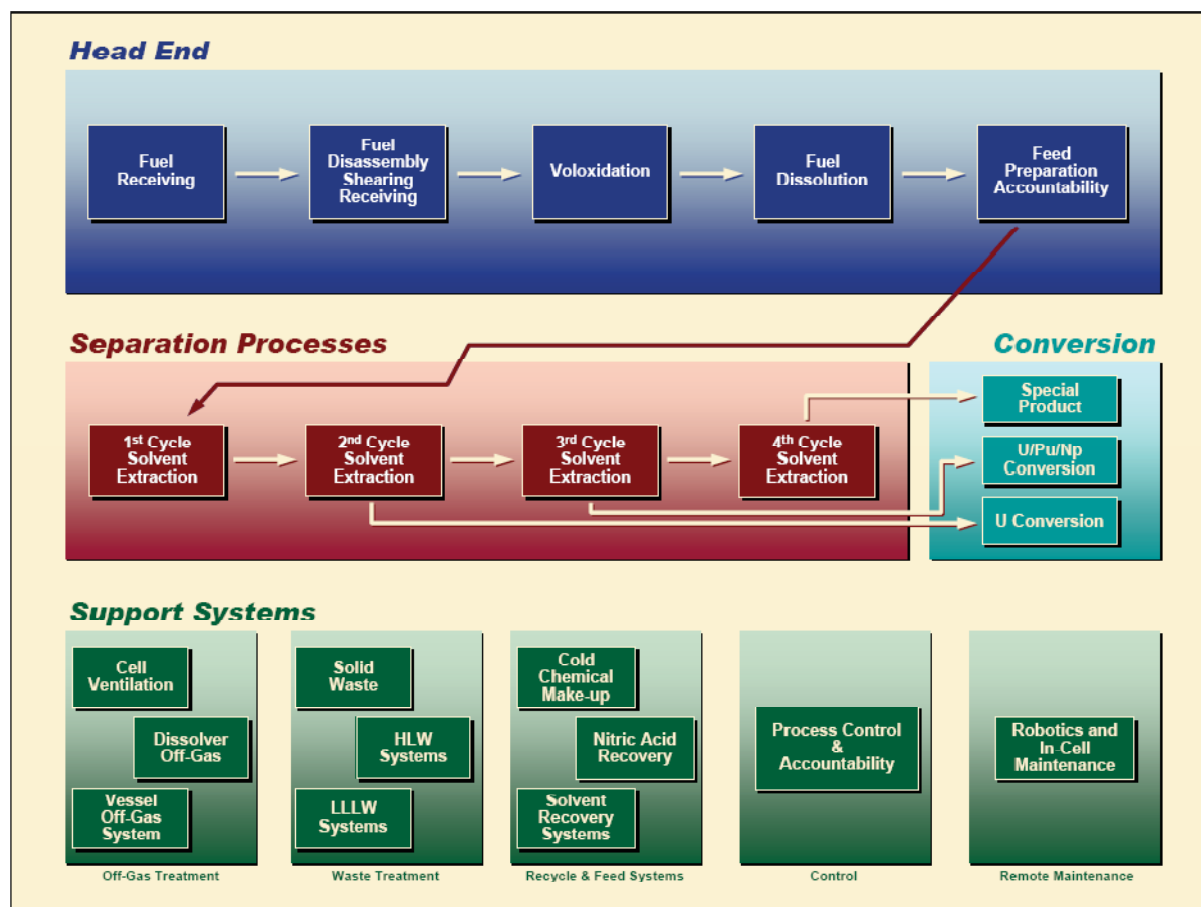 Head End
Fuel
Receiving
Fuel
Disassembly
Shearing
Receiving
Voloxidation
Fuel
Dissolution
Feed
Preparation
Accountability
Separation Processes
Conversion
1st Cycle
Solvent
Extraction
2nd Cycle
Solvent
Extraction
3rd Cycle
Solvent
Extraction
4th Cycle
Solvent
Extraction
Special
Product
U/Pu/Np
Conversion
U Conversion
Support Systems
Cell
Ventilation
Dissolver
Off-Gas
Vessel
Off-Gas
System
Off-Gas Treatment
Solid
Waste
HLW
Systems
LLLW
Systems
Waste Treatment
Cold
Chemical
Make-up
Nitric Acid
Recovery
Solvent
Recovery
Systems
Recycle & Feed Systems
Process Control
&
Accountability
Control
Robotics and
In-Cell
Maintenance
Remote Maintenance